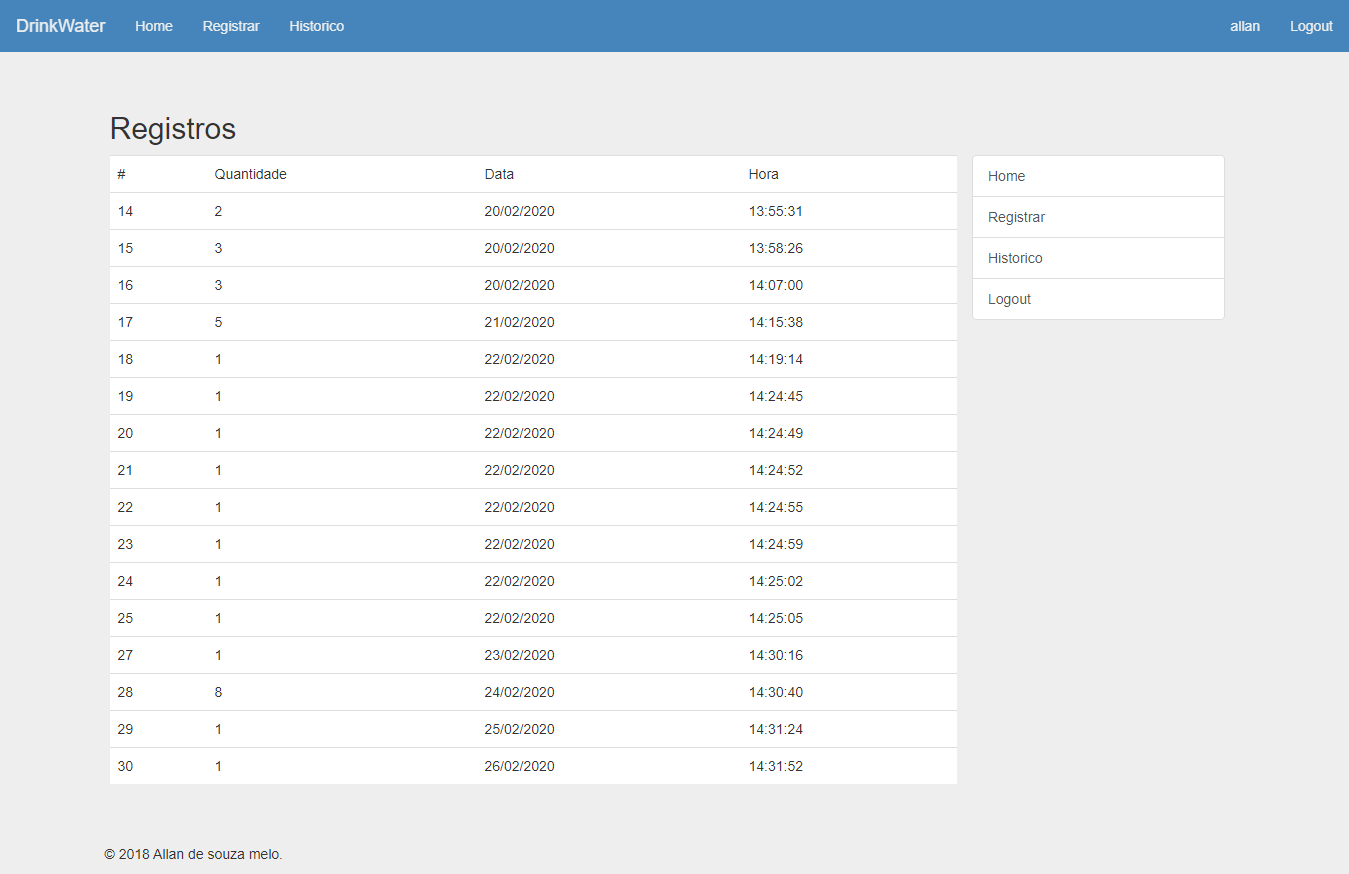 DrinkWater Home Registrar Historico allan Logout
Registros
# Quantidade Data Hora
14 2 20/02/2020 13:55:31
15 3 20/02/2020 13:58:26
16 3 20/02/2020 14:07:00
17 5 21/02/2020 14:15:38
18 1 22/02/2020 14:19:14
19 1 22/02/2020 14:24:45
20 1 22/02/2020 14:24:49
21 1 22/02/2020 14:24:52
22 1 22/02/2020 14:24:55
23 1 22/02/2020 14:24:59
24 1 22/02/2020 14:25:02
25 1 22/02/2020 14:25:05
27 1 23/02/2020 14:30:16
28 8 24/02/2020 14:30:40
29 1 25/02/2020 14:31:24
30 1 26/02/2020 14:31:52
Home
Registrar
Historico
Logout
© 2018 Allan de souza melo.